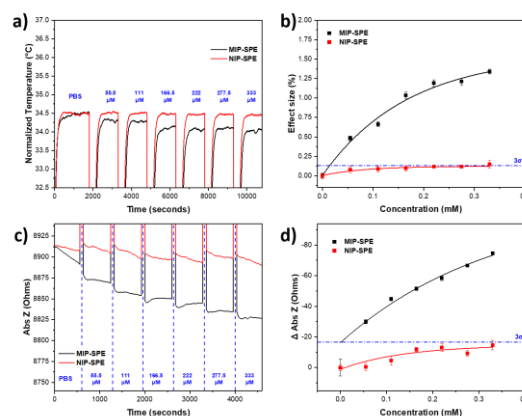 a)
37.0
36.5
36.0
35.5
35.0
34.5
34.0
33.5
33.0
32.5
Normalized Temperature (°C)
MIP-SPE
NIP-SPE
PBS
55.5 µM
111 µM
166.5 µM
222 µM
277.5 µM
333 µM
0
2000
4000
6000
8000
10000
Time (seconds)
b)
2.00
1.75
1.50
1.25
1.00
0.75
0.50
0.25
0.00
Effect size (%)
MIP-SPE
NIP-SPE
0.0
0.1
0.2
0.3
Concentration (mM)
c)
8925
8900
8875
8850
8825
8800
8775
8750
Abs Z (Ohms)
MIP-SPE
NIP-SPE
PBS
55.5 µM
111 µM
166.5 µM
222 µM
277.5 µM
333 µM
0
1000
2000
3000
4000
Time (seconds)
d)
-80
-60
-40
-20
0
20
Δ Abs Z (Ohms)
MIP-SPE
NIP-SPE
0.0
0.1
0.2
0.3
Concentration (mM)